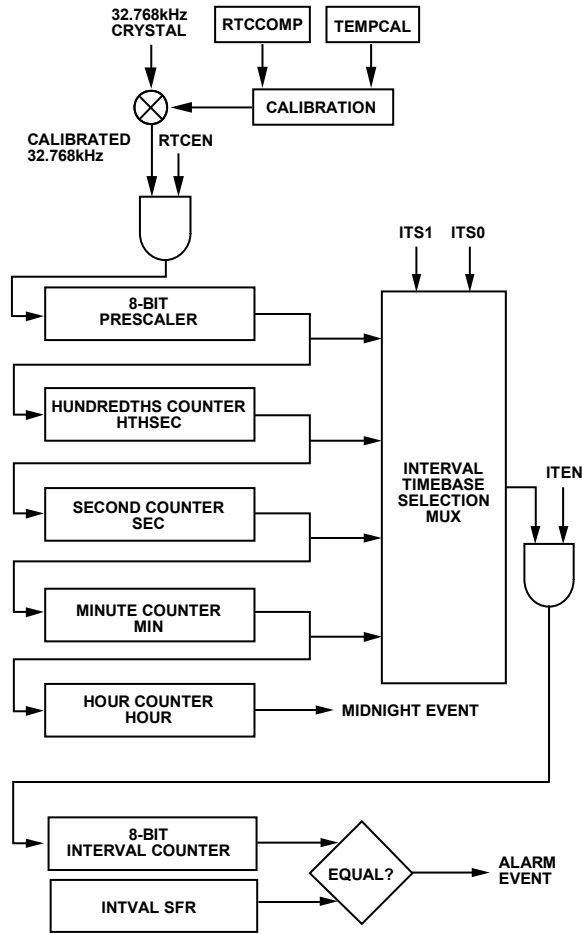 32.768kHz
CRYSTAL
RTCCOMP
TEMPCAL
CALIBRATION
CALIBRATED
32.768kHz
RTCEN
ITS1
ITS0
8-BIT
PRESCALER
HUNDREDTHS COUNTER
HTHSEC
INTERVAL
TIMEBASE
SELECTION
MUX
ITEN
SECOND COUNTER
SEC
MINUTE COUNTER
MIN
HOUR COUNTER
HOUR
MIDNIGHT EVENT
8-BIT
INTERVAL COUNTER
EQUAL?
ALARM
EVENT
INTVAL SFR